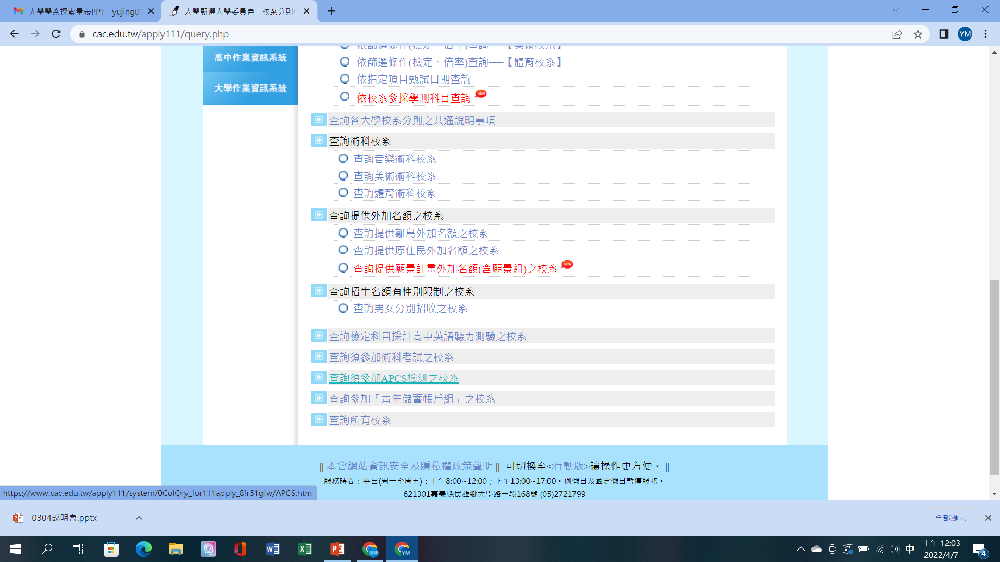 大學學系探索量表PPT - yujing01
大學甄選入學委員會 - 校系分則查
cac.edu.tw/apply111/query.php
YM
高中作業資訊系統
大學作業資訊系統
依篩選條件(檢定、倍率)查詢──【美術校系】
依篩選條件(檢定、倍率)查詢──【體育校系】
依指定項目甄試日期查詢
依校系參採學測科目查詢 NEW
查詢各大學校系分則之共通說明事項
查詢術科校系
查詢音樂術科校系
查詢美術術科校系
查詢體育術科校系
查詢提供外加名額之校系
查詢提供離島外加名額之校系
查詢提供原住民外加名額之校系
查詢提供願景計畫外加名額(含願景組)之校系 NEW
查詢招生名額有性別限制之校系
查詢男女分別招收之校系
查詢檢定科目採計高中英語聽力測驗之校系
查詢須參加術科考試之校系
查詢須參加APCS檢測之校系
查詢參加「青年儲蓄帳戶組」之校系
查詢所有校系
|| 本會網站資訊安全及隱私權政策聲明 || 可切換至<行動版>讓操作更方便。 ||
服務時間：平日(周一至周五)：上午8:00~12:00；下午13:00~17:00。例假日及國定假日暫停服務。
621301嘉義縣民雄鄉大學路一段168號 (05)2721799
https://www.cac.edu.tw/apply111/system/0ColQry_for111apply_8fr51gfw/APCS.htm
0304說明會.pptx
全部顯示
中
上午 12:03
2022/4/7
4